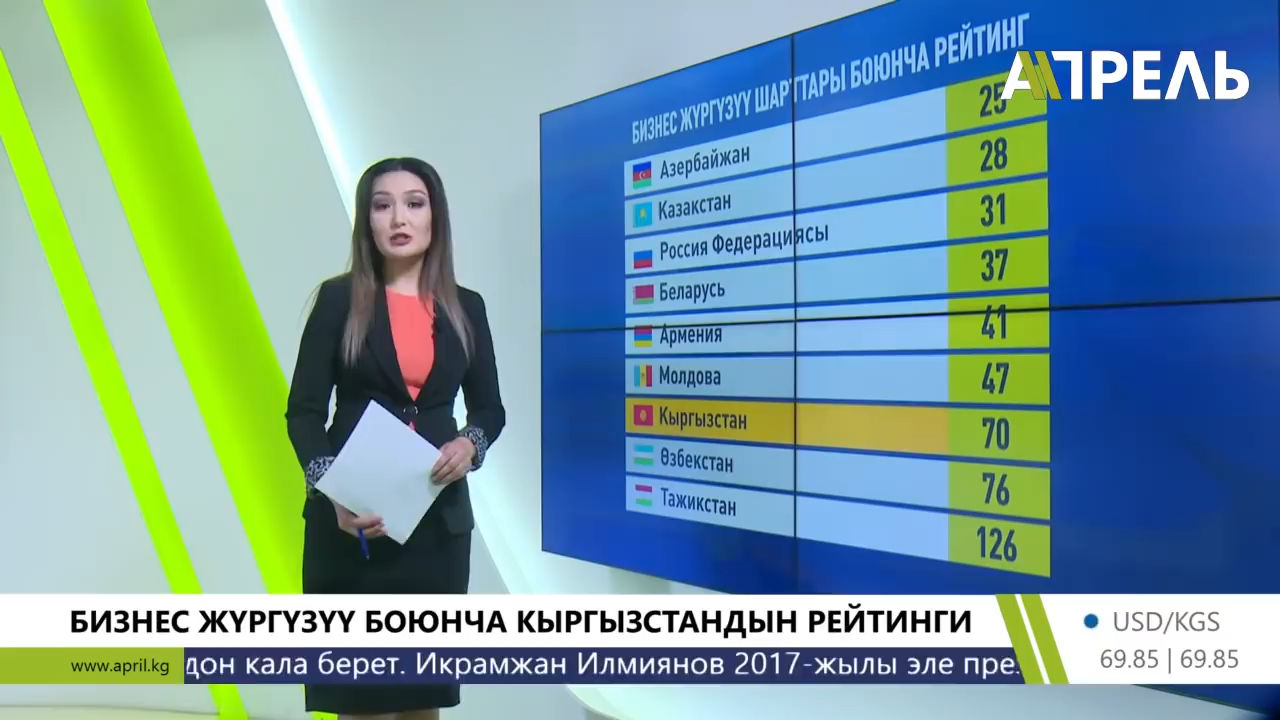 БИЗНЕС ЖҮРГҮЗҮҮ ШАРТТАРЫ БОЮНЧА РЕЙТИНГ
АПРЕЛЬ
Азербайжан 25
Казакстан 28
Россия Федерациясы 31
Беларусь 37
Армения 41
Молдова 47
Кыргызстан 70
Өзбекстан 76
Тажикстан 126
БИЗНЕС ЖҮРГҮЗҮҮ БОЮНЧА КЫРГЫЗСТАНДЫН РЕЙТИНГИ
USD/KGS
69.85 | 69.85
www.april.kg
дон кала берет. Икрамжан Илмиянов 2017-жылы эле пре